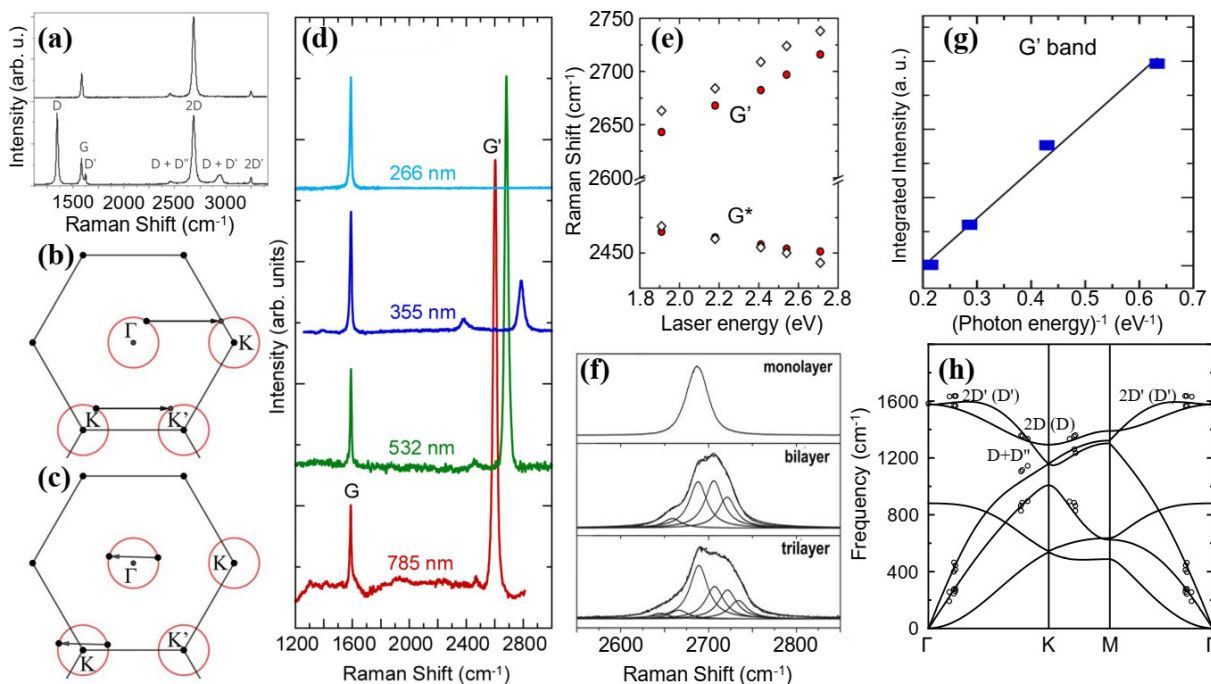 (a)
Intensity (arb. u.)
D
G
D'
2D
D + D''
D + D'
2D'
1500 2000 2500 3000
Raman Shift (cm-1)
(b)
Γ
K
K
K'
(c)
Γ
K
K
K'
(d)
Intensity (arb. units)
266 nm
355 nm
532 nm
785 nm
G
G'
1200 1600 2000 2400 2800
Raman Shift (cm-1)
(e)
Raman Shift (cm-1)
2750
2700
2650
2600
2450
G'
G*
1.8 2.0 2.2 2.4 2.6 2.8
Laser energy (eV)
(f)
monolayer
bilayer
trilayer
2600 2700 2800
Raman Shift (cm-1)
(g)
G' band
Integrated Intensity (a. u.)
0.2 0.3 0.4 0.5 0.6 0.7
(Photon energy)-1 (eV-1)
(h)
Frequency (cm-1)
1600
1200
800
400
0
2D' (D')
2D (D)
D+D''
2D' (D')
Γ K M Γ